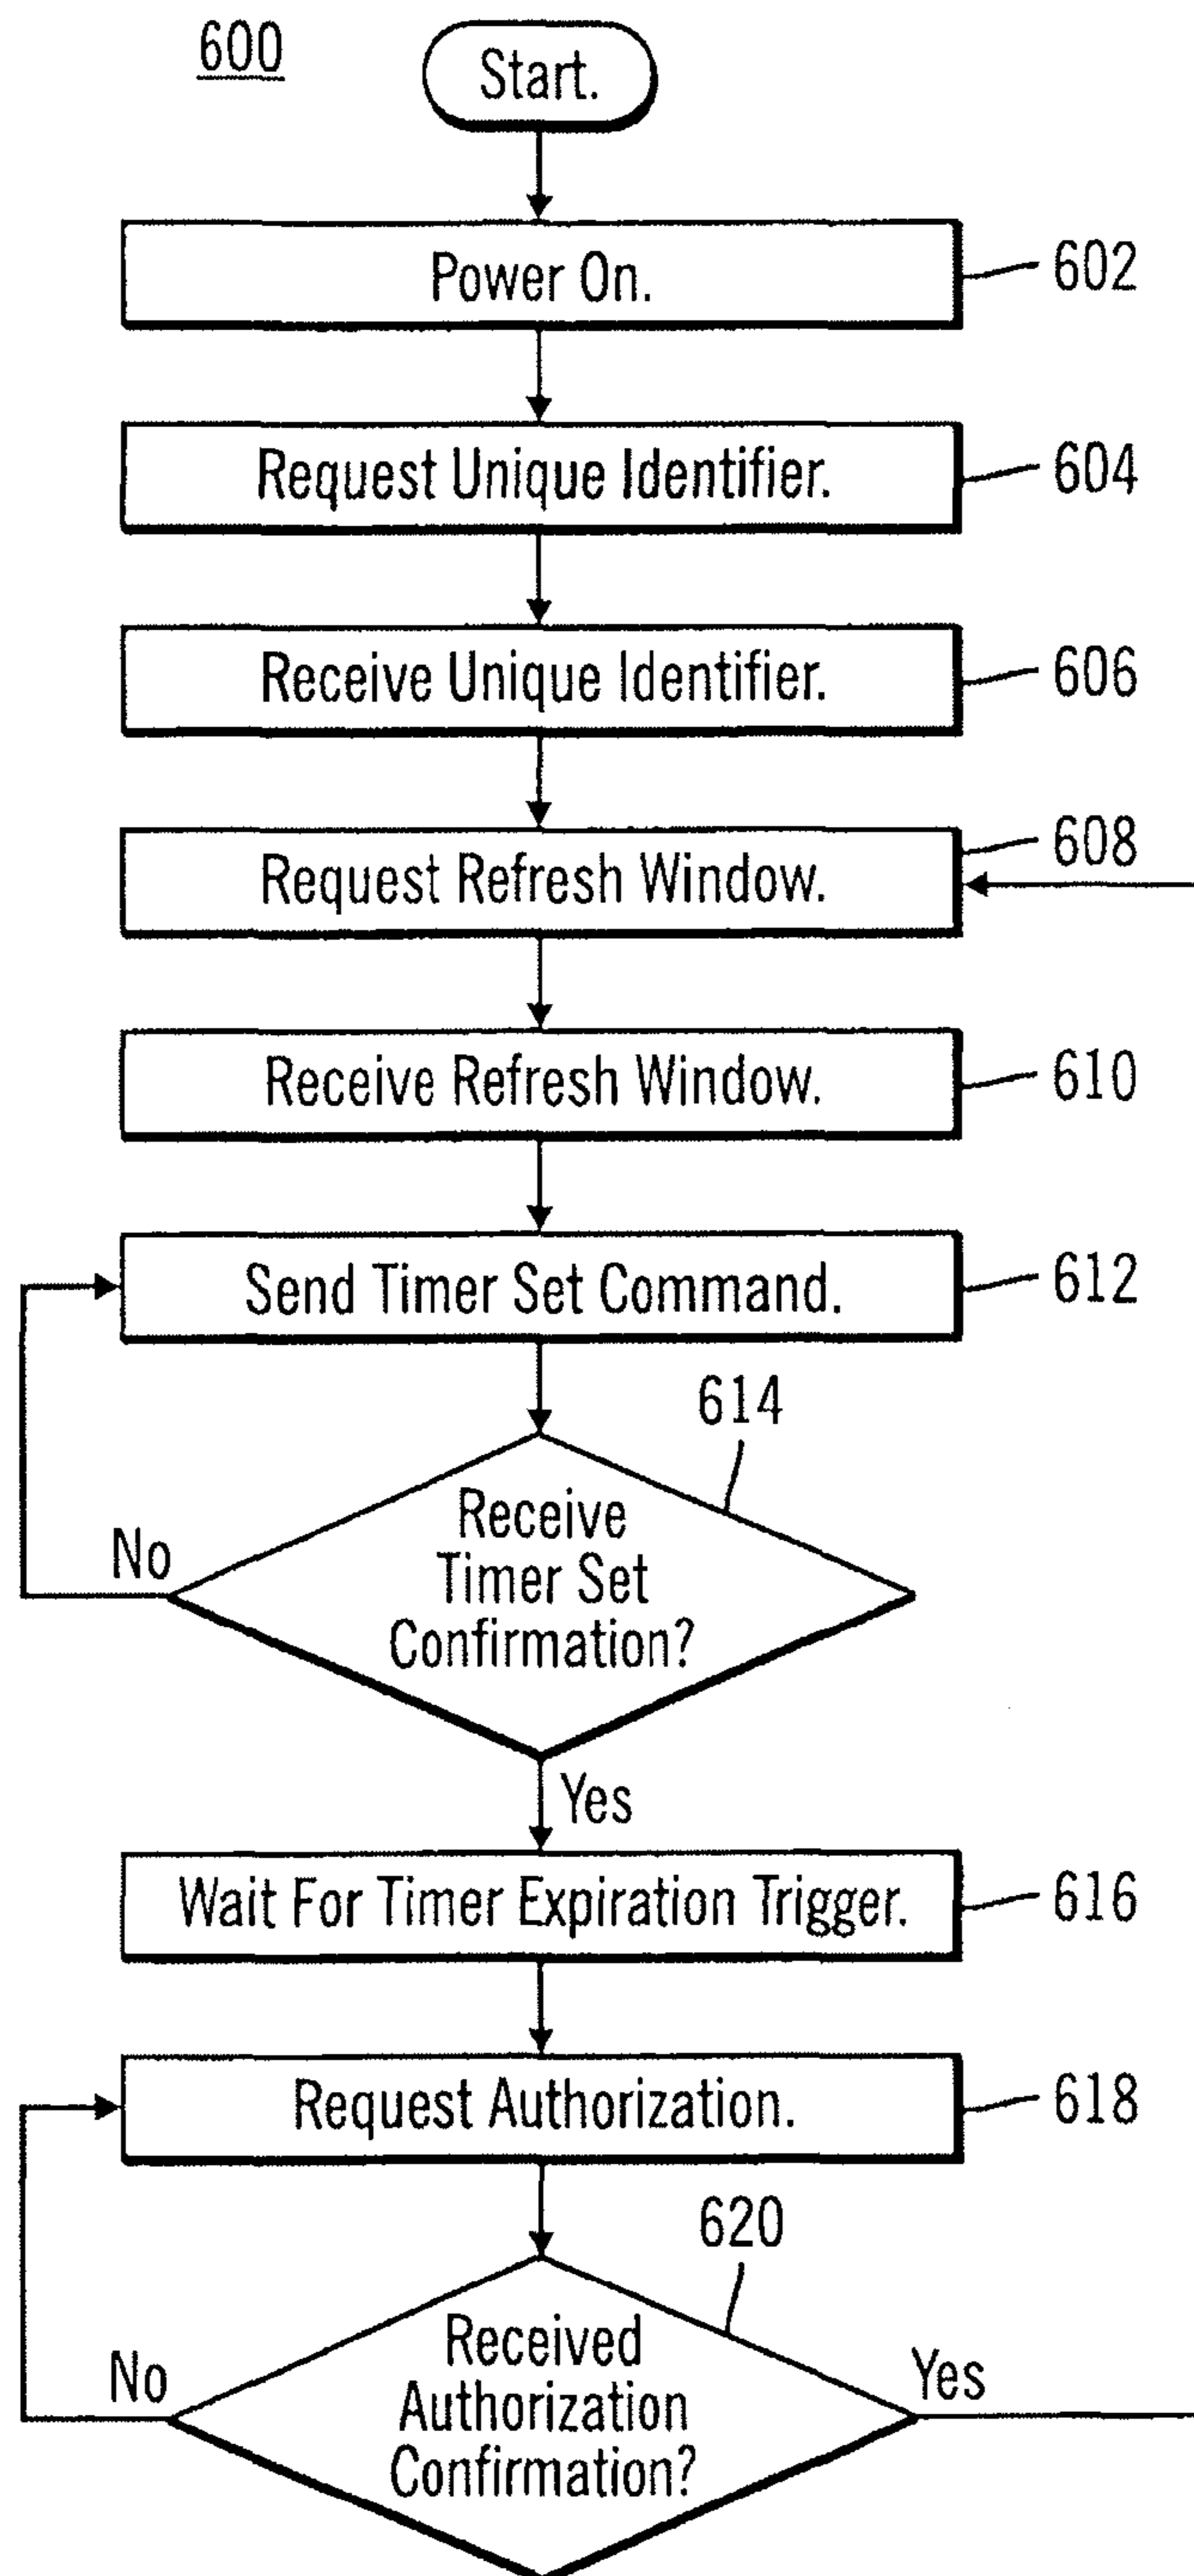 600
Start.
Power On.
602
Request Unique Identifier.
604
Receive Unique Identifier.
606
Request Refresh Window.
608
Receive Refresh Window.
610
Send Timer Set Command.
612
614
Receive
Timer Set
Confirmation?
No
Yes
Wait For Timer Expiration Trigger.
616
Request Authorization.
618
620
Received
Authorization
Confirmation?
No
Yes